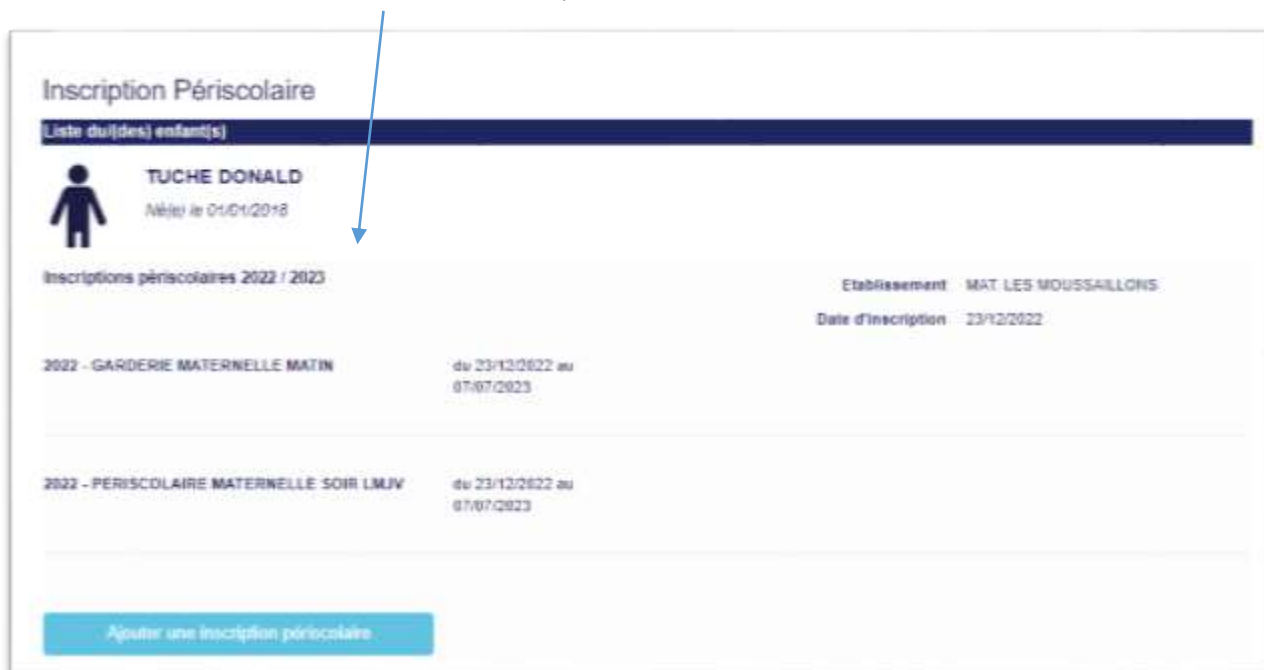 Inscription Périscolaire
Liste du/(des) enfant(s)
TUCHE DONALD
Né(e) le 01/01/2018
Inscriptions périscolaires 2022 / 2023
Etablissement MAT LES MOUSSAILLONS
Date d'inscription 23/12/2022
2022 - GARDERIE MATERNELLE MATIN du 23/12/2022 au
07/07/2023
2022 - PERISCOLAIRE MATERNELLE SOIR LMJV du 23/12/2022 au
07/07/2023
Ajouter une inscription périscolaire